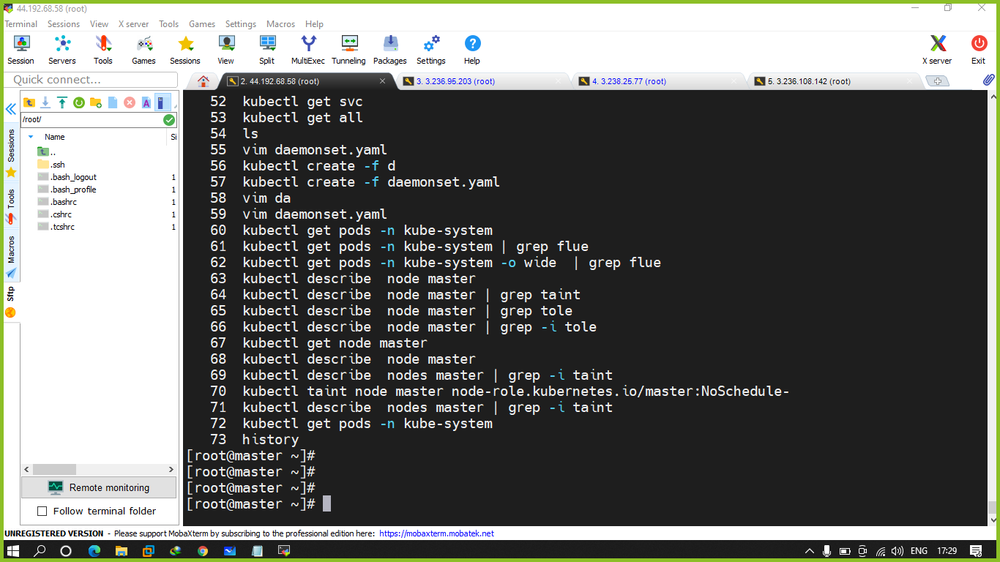 44.192.68.58 (root)
Terminal Sessions View X server Tools Games Settings Macros Help
Session Servers Tools Games Sessions View Split MultiExec Tunneling Packages Settings Help X server Exit
Quick connect... 2. 44.192.68.58 (root) 3. 3.236.95.203 (root) 4. 3.238.25.77 (root) 5. 3.236.108.142 (root)
/root/
Name Si
..
.ssh
.bash_logout 1
.bash_profile 1
.bashrc 1
.cshrc 1
.tcshrc 1
Sessions
Tools
Macros
Sftp
Remote monitoring
Follow terminal folder
52 kubectl get svc
53 kubectl get all
54 ls
55 vim daemonset.yaml
56 kubectl create -f d
57 kubectl create -f daemonset.yaml
58 vim da
59 vim daemonset.yaml
60 kubectl get pods -n kube-system
61 kubectl get pods -n kube-system | grep flue
62 kubectl get pods -n kube-system -o wide  | grep flue
63 kubectl describe  node master
64 kubectl describe  node master | grep taint
65 kubectl describe  node master | grep tole
66 kubectl describe  node master | grep -i tole
67 kubectl get node master
68 kubectl describe  node master
69 kubectl describe  nodes master | grep -i taint
70 kubectl taint node master node-role.kubernetes.io/master:NoSchedule-
71 kubectl describe  nodes master | grep -i taint
72 kubectl get pods -n kube-system
73 history
[root@master ~]#
[root@master ~]#
[root@master ~]#
[root@master ~]#
UNREGISTERED VERSION - Please support MobaXterm by subscribing to the professional edition here: https://mobaxterm.mobatek.net
ENG 17:29